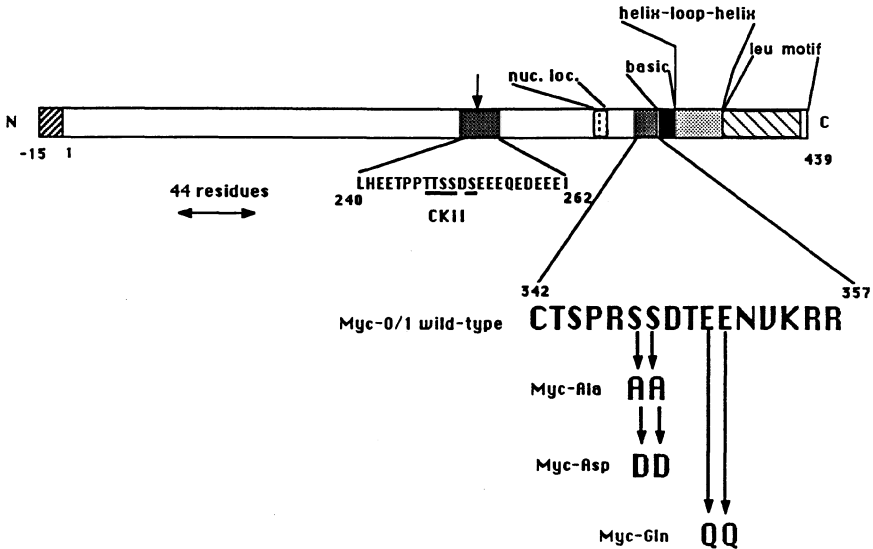 helix-loop-helix
leu motif
nuc. loc.
basic
N
C
-15 1
439
44 residues
240 LHEETPPTTSSDSEEEQEDEEEI 262
CKII
342
357
Myc-0/1 wild-type CTSPRSSDTEENVKRR
Myc-Ala AA
Myc-Asp DD
Myc-Gln QQ